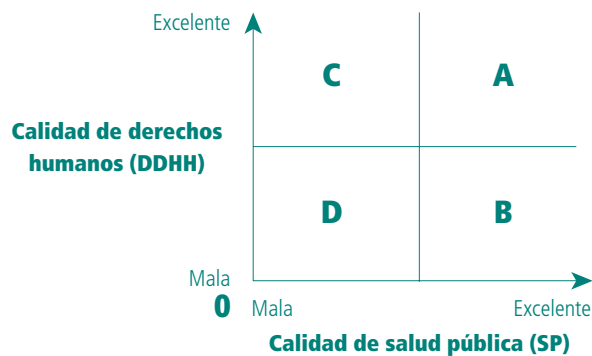 Excelente
C
A
Calidad de derechos
humanos (DDHH)
D
B
Mala
0
Mala
Excelente
Calidad de salud pública (SP)